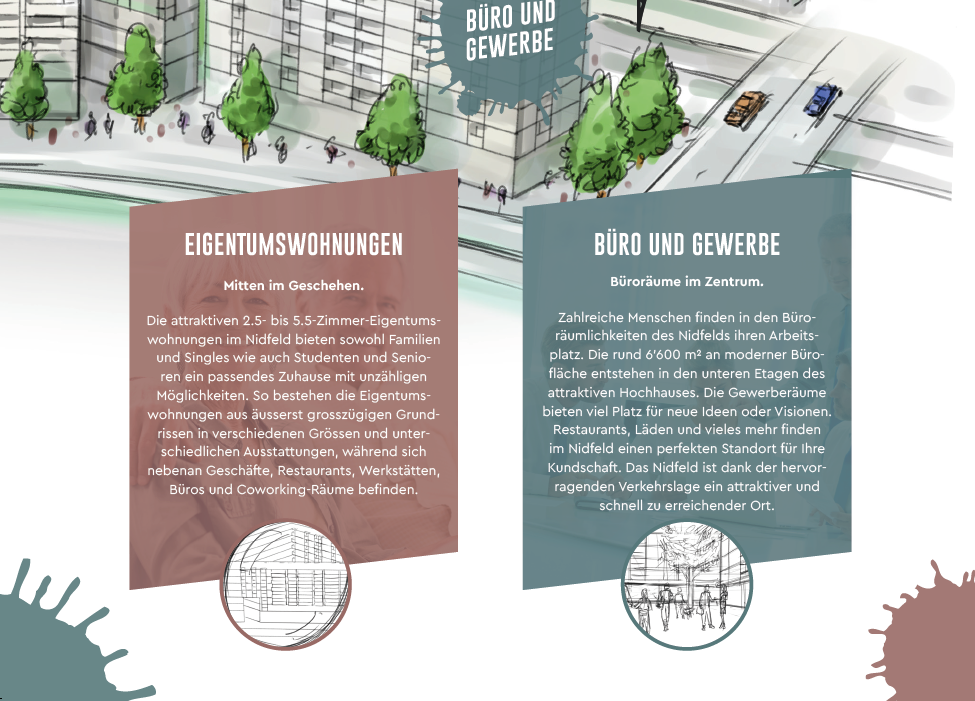 BÜRO UND
GEWERBE
EIGENTUMSWOHNUNGEN
Mitten im Geschehen.
Die attraktiven 2.5- bis 5.5-Zimmer-Eigentums-
wohnungen im Nidfeld bieten sowohl Familien
und Singles wie auch Studenten und Senio-
ren ein passendes Zuhause mit unzähligen
Möglichkeiten. So bestehen die Eigentums-
wohnungen aus äusserst grosszügigen Grund-
rissen in verschiedenen Grössen und unter-
schiedlichen Ausstattungen, während sich
nebenan Geschäfte, Restaurants, Werkstätten,
Büros und Coworking-Räume befinden.
BÜRO UND GEWERBE
Büroräume im Zentrum.
Zahlreiche Menschen finden in den Büro-
räumlichkeiten des Nidfelds ihren Arbeits-
platz. Die rund 6'600 m² an moderner Büro-
fläche entstehen in den unteren Etagen des
attraktiven Hochhauses. Die Gewerberäume
bieten viel Platz für neue Ideen oder Visionen.
Restaurants, Läden und vieles mehr finden
im Nidfeld einen perfekten Standort für Ihre
Kundschaft. Das Nidfeld ist dank der hervor-
ragenden Verkehrslage ein attraktiver und
schnell zu erreichender Ort.